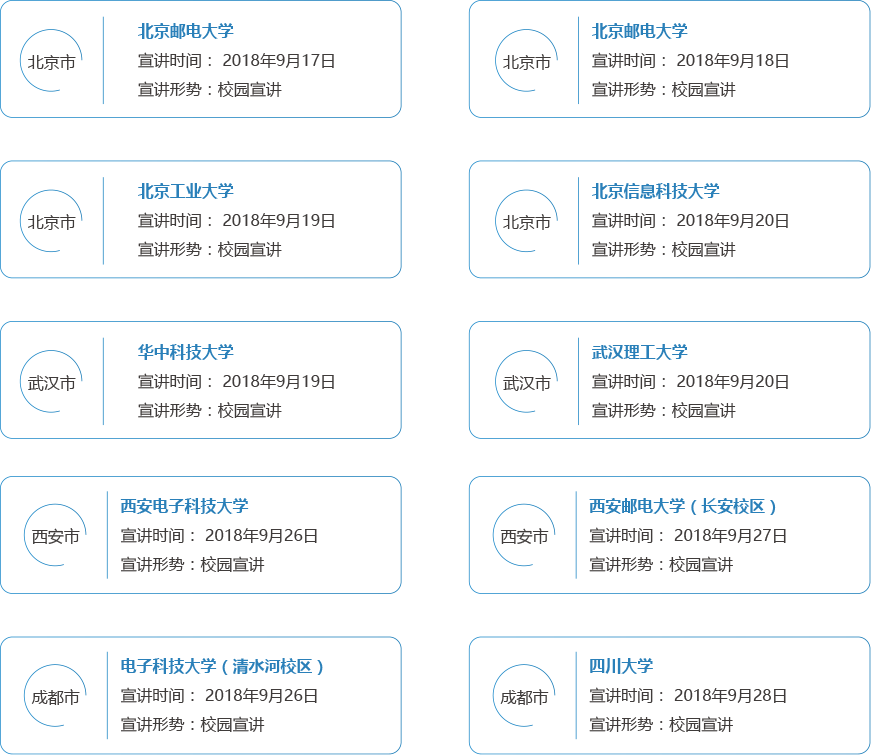 北京市
北京邮电大学
宣讲时间： 2018年9月17日
宣讲形势：校园宣讲
北京市
北京邮电大学
宣讲时间： 2018年9月18日
宣讲形势：校园宣讲
北京市
北京工业大学
宣讲时间： 2018年9月19日
宣讲形势：校园宣讲
北京市
北京信息科技大学
宣讲时间： 2018年9月20日
宣讲形势：校园宣讲
武汉市
华中科技大学
宣讲时间： 2018年9月19日
宣讲形势：校园宣讲
武汉市
武汉理工大学
宣讲时间： 2018年9月20日
宣讲形势：校园宣讲
西安市
西安电子科技大学
宣讲时间： 2018年9月26日
宣讲形势：校园宣讲
西安市
西安邮电大学（长安校区）
宣讲时间： 2018年9月27日
宣讲形势：校园宣讲
成都市
电子科技大学（清水河校区）
宣讲时间： 2018年9月26日
宣讲形势：校园宣讲
成都市
四川大学
宣讲时间： 2018年9月28日
宣讲形势：校园宣讲